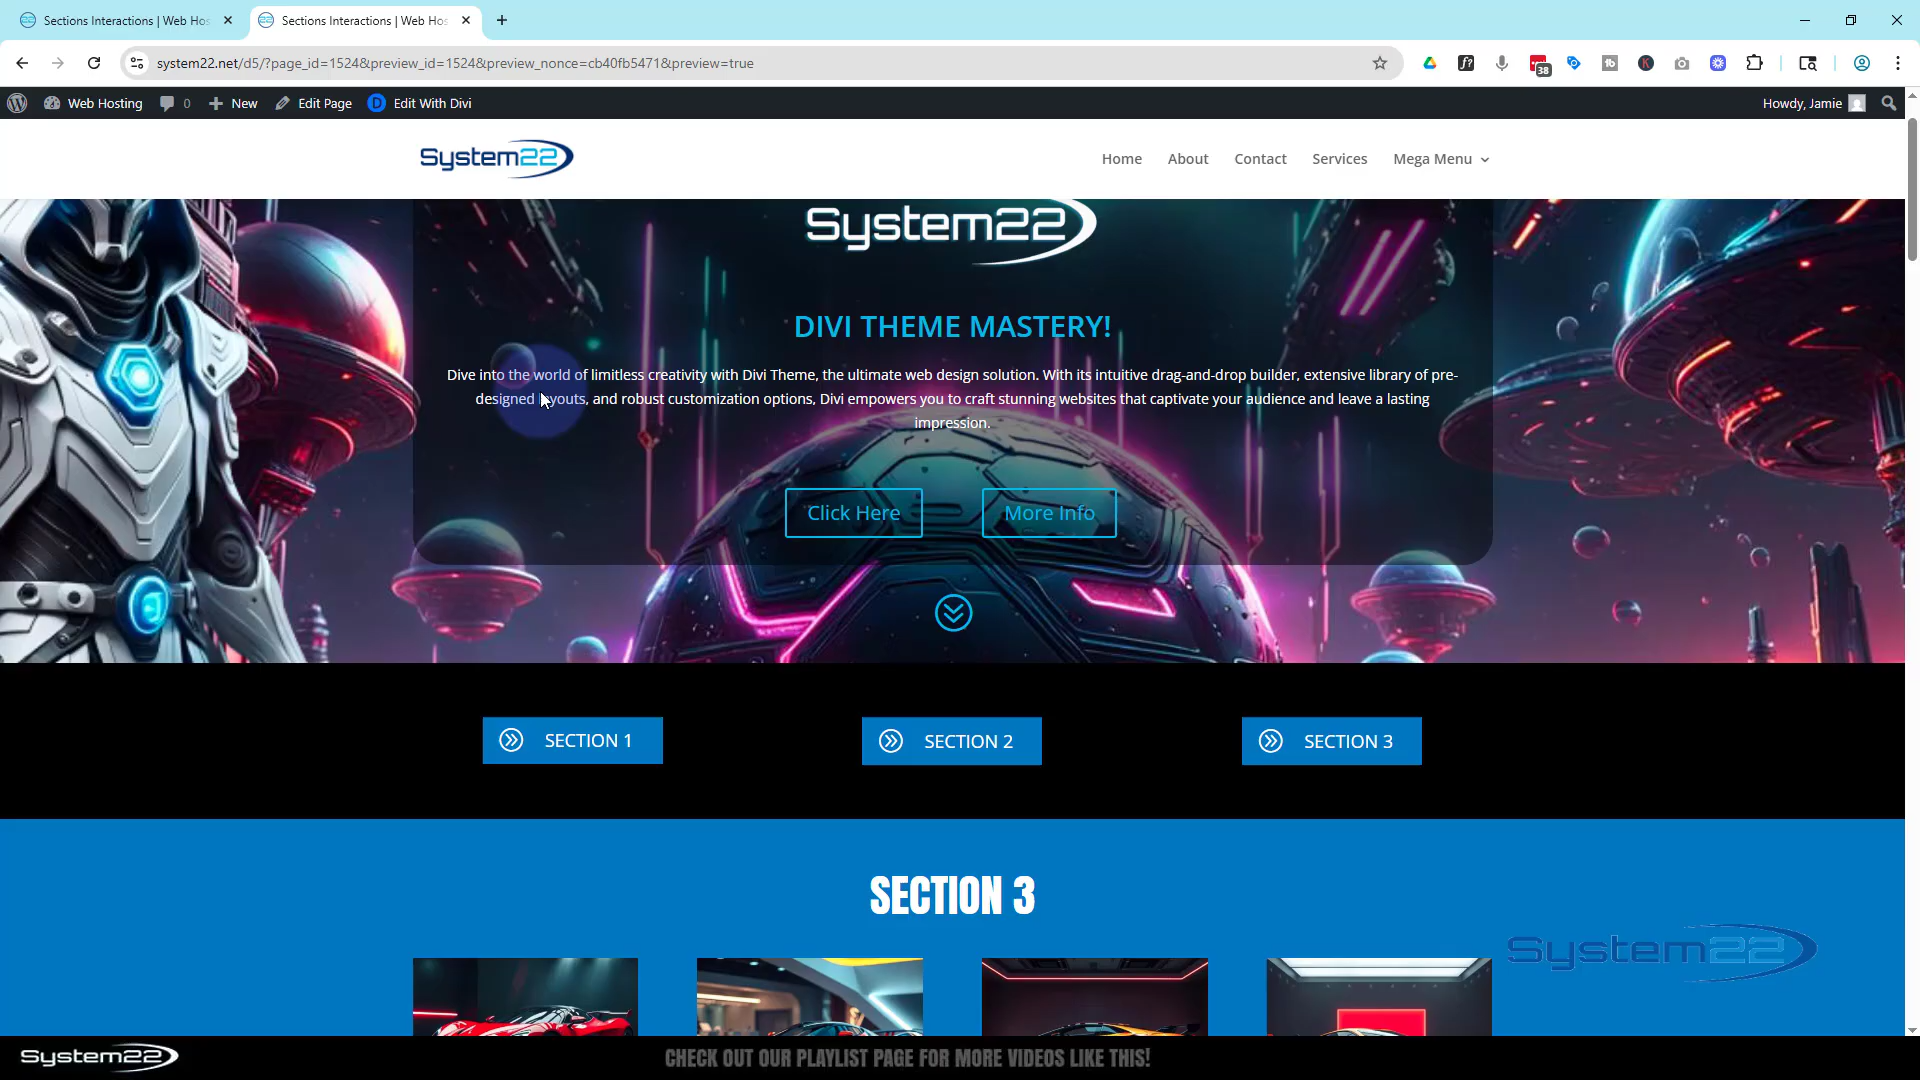 Sections Interactions | Web Hos
Sections Interactions | Web Hos
system22.net/d5/?page_id=1524&preview_id=1524&preview_nonce=cb40fb5471&preview=true
38
Web Hosting 0 New Edit Page Edit With Divi
Howdy, Jamie
System22
Home About Contact Services Mega Menu
System22
DIVI THEME MASTERY!
Dive into the world of limitless creativity with Divi Theme, the ultimate web design solution. With its intuitive drag-and-drop builder, extensive library of pre-
designed layouts, and robust customization options, Divi empowers you to craft stunning websites that captivate your audience and leave a lasting
impression.
Click Here More Info
SECTION 1 SECTION 2 SECTION 3
SECTION 3
System22
System22
CHECK OUT OUR PLAYLIST PAGE FOR MORE VIDEOS LIKE THIS!